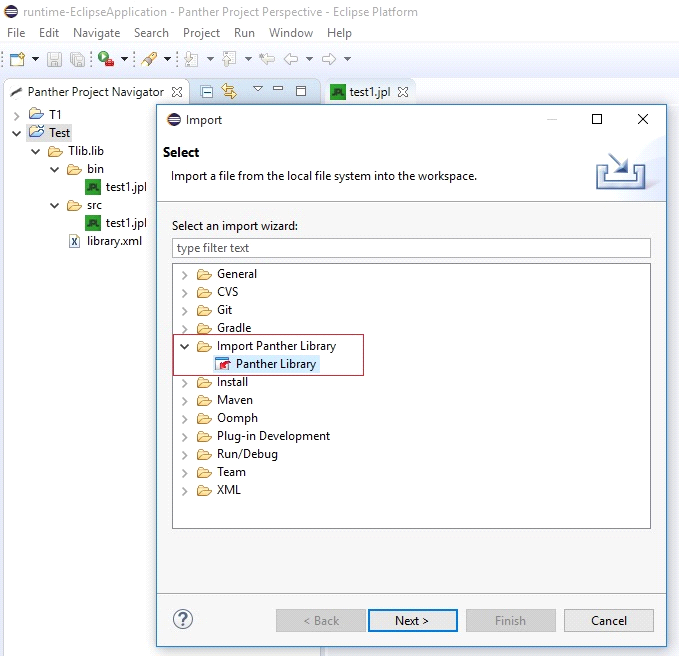 runtime-EclipseApplication - Panther Project Perspective - Eclipse Platform
File Edit Navigate Search Project Run Window Help
Panther Project Navigator
test1.jpl
T1
Test
Tlib.lib
bin
JPL test1.jpl
src
JPL test1.jpl
X library.xml
Import
Select
Import a file from the local file system into the workspace.
Select an import wizard:
type filter text
General
CVS
Git
Gradle
Import Panther Library
Panther Library
Install
Maven
Oomph
Plug-in Development
Run/Debug
Team
XML
? < Back Next > Finish Cancel